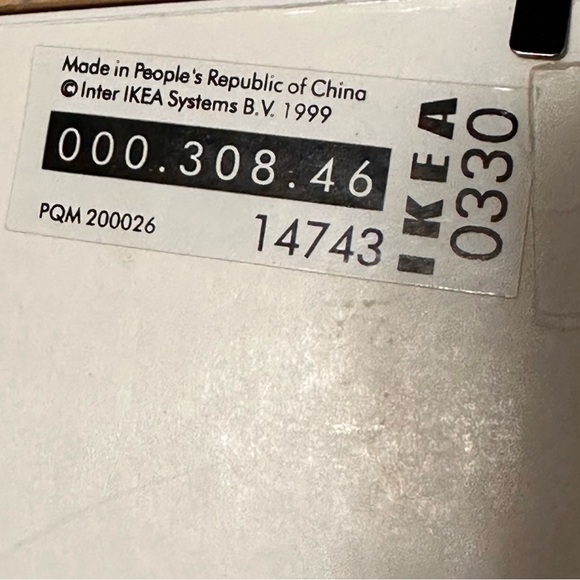 Made in People's Republic of China
© Inter IKEA Systems B.V. 1999
000.308.46
PQM 200026
14743
IKEA
0330